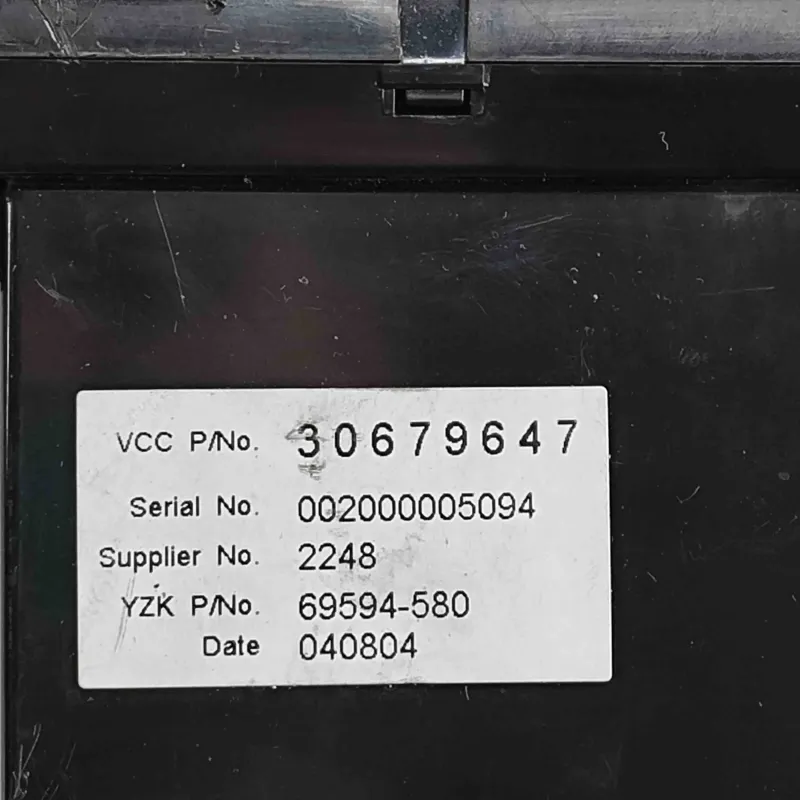 VCC P/No. 30679647
Serial No. 002000005094
Supplier No. 2248
YZK P/No. 69594-580
Date 040804